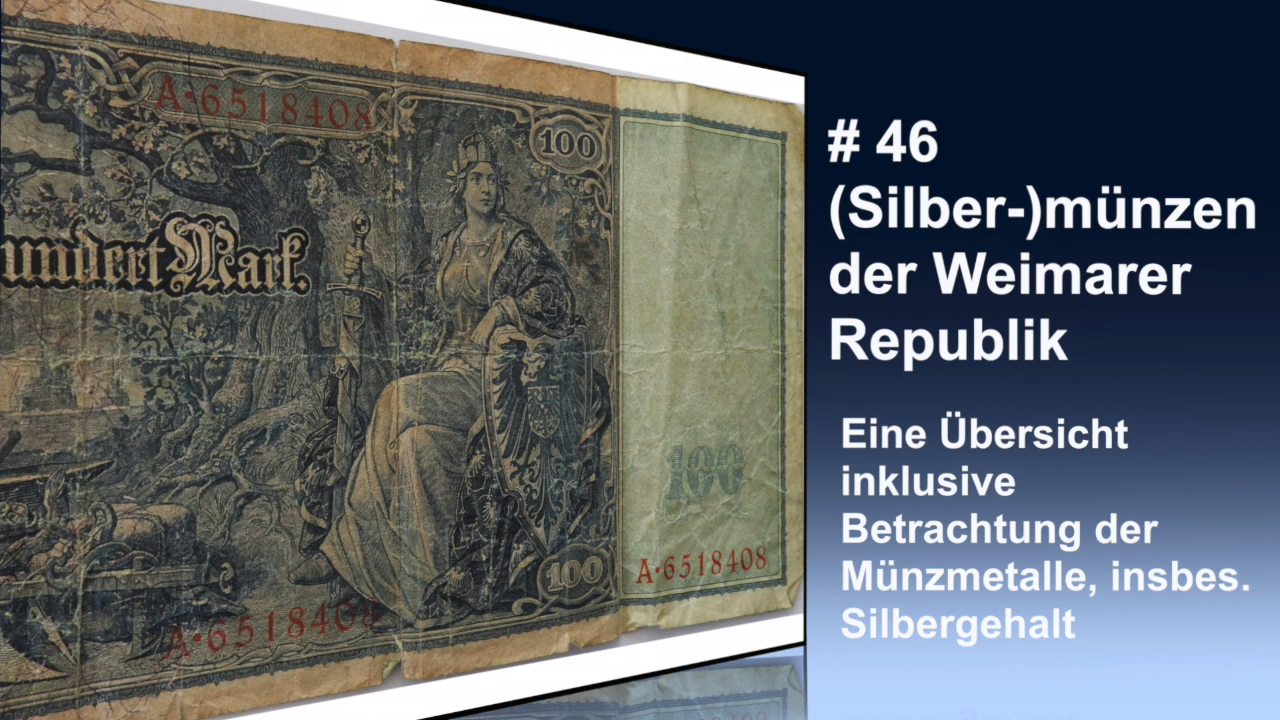 A•6518408
100
undert Mark.
100
100
A•6518408
A•6518408
# 46
(Silber-)münzen
der Weimarer
Republik
Eine Übersicht
inklusive
Betrachtung der
Münzmetalle, insbes.
Silbergehalt